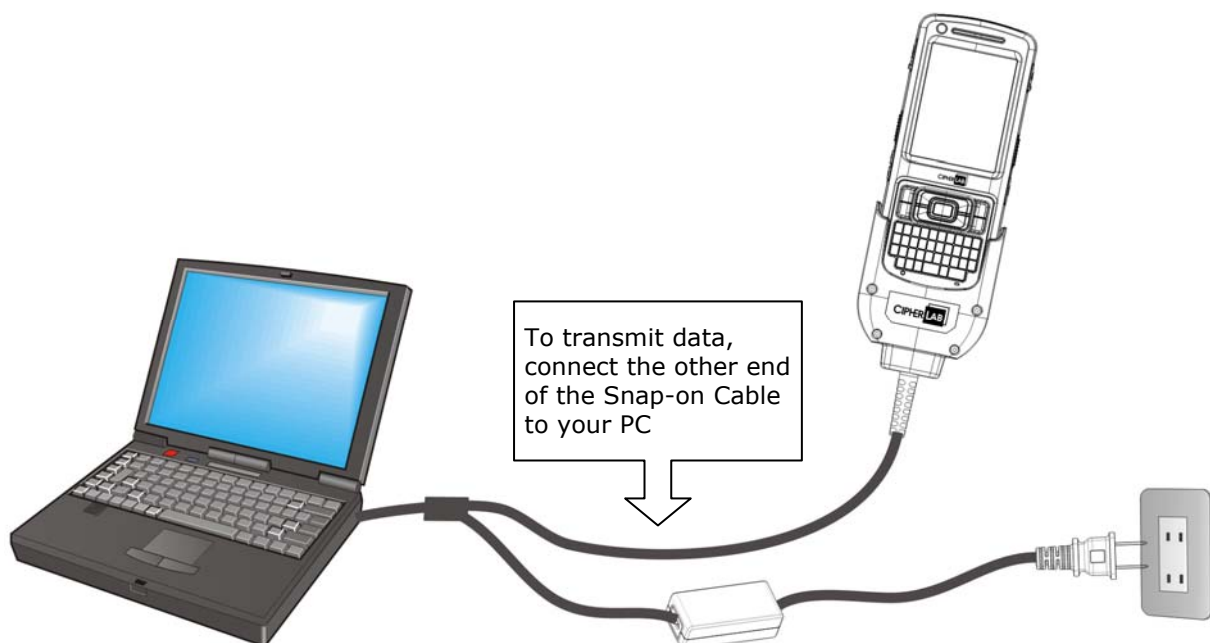 CIPHERLAB
CIPHERLAB
To transmit data,
connect the other end
of the Snap-on Cable
to your PC